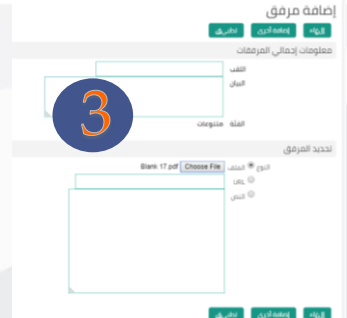 إضافة مرفق
إنهاء إضافة أخرى تطبيق
معلومات إجمالي المرفقات
اللقب
البيان
3
الفئة متنوعات
تحديد المرفق
النوع الملف Choose File Blank 17.pdf
رابط
النص
إنهاء إضافة أخرى تطبيق